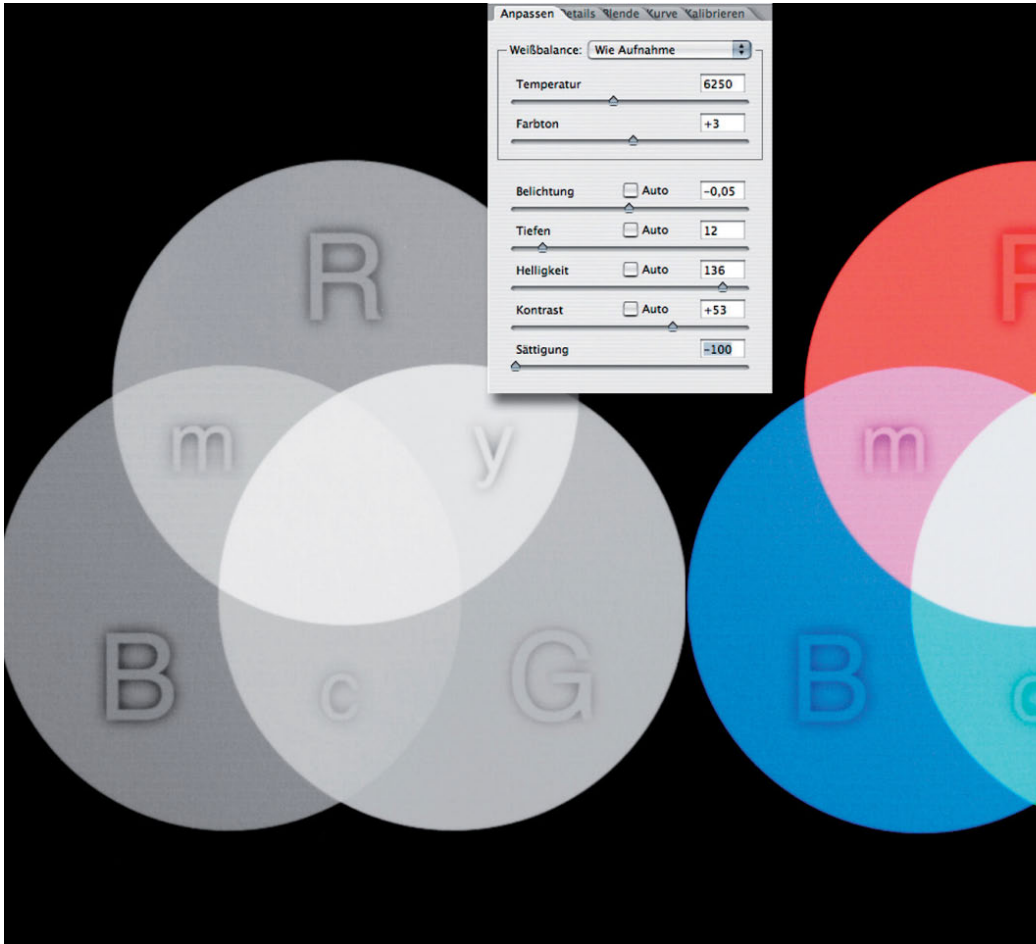 Anpassen Details Blende Kurve Kalibrieren
Weißbalance: Wie Aufnahme
Temperatur 6250
Farbton +3
Belichtung Auto -0,05
Tiefen Auto 12
Helligkeit Auto 136
Kontrast Auto +53
Sättigung -100
R
m y
B c G
R
m
B c